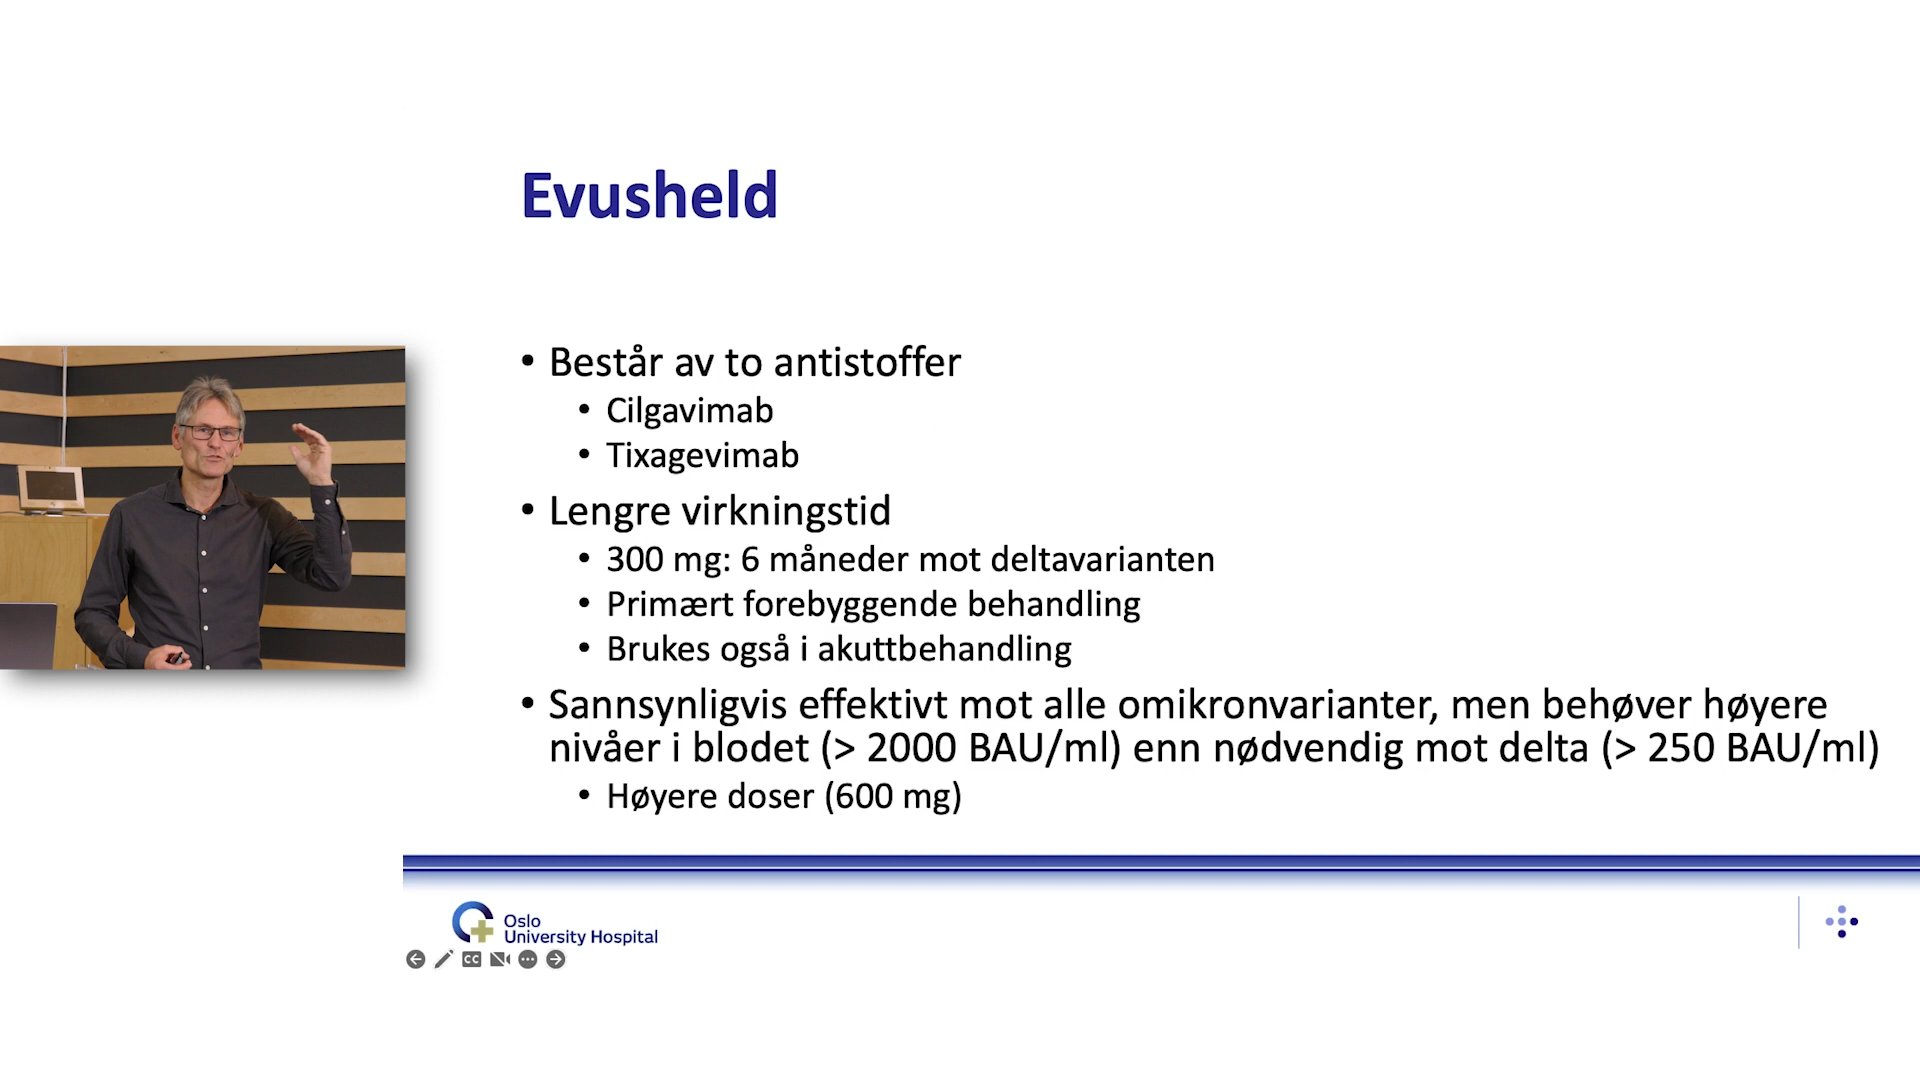 Evusheld
• Består av to antistoffer
• Cilgavimab
• Tixagevimab
• Lengre virkningstid
• 300 mg: 6 måneder mot deltavarianten
• Primært forebyggende behandling
• Brukes også i akuttbehandling
• Sannsynligvis effektivt mot alle omikronvarianter, men behøver høyere
nivåer i blodet (> 2000 BAU/ml) enn nødvendig mot delta (> 250 BAU/ml)
• Høyere doser (600 mg)
Oslo
University Hospital
CC